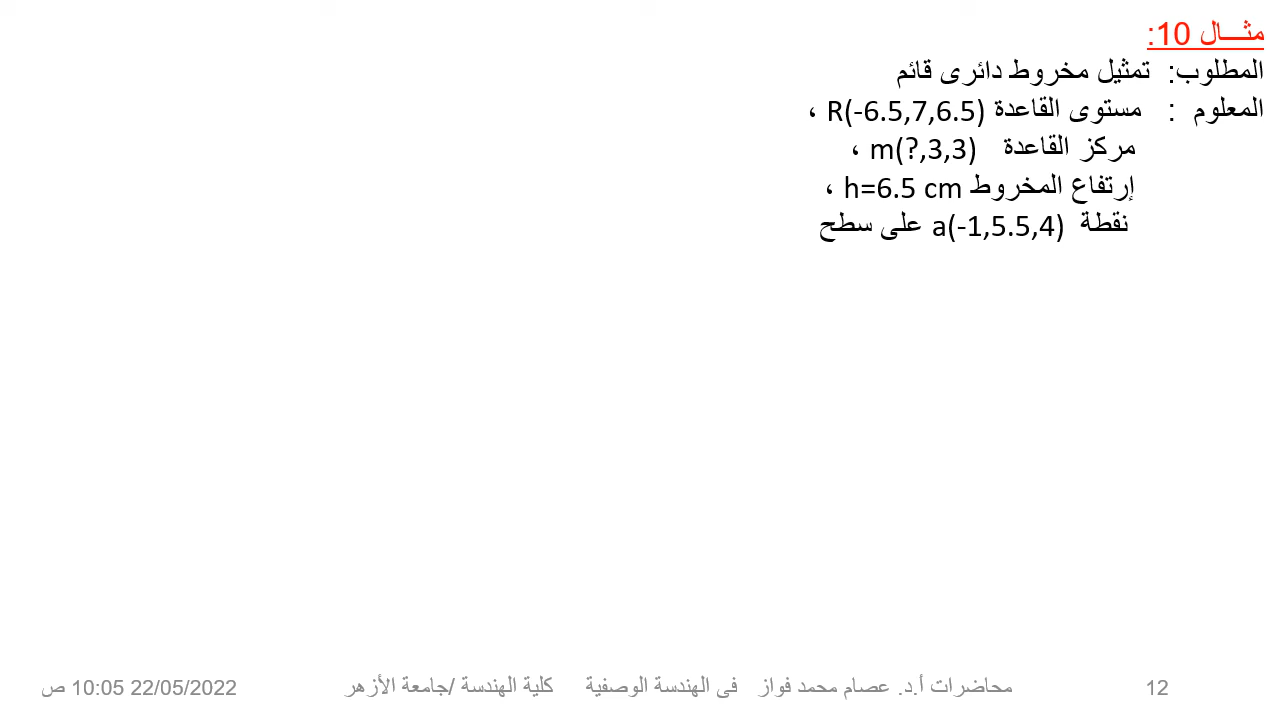 مثـــال 10:
المطلوب: تمثيل مخروط دائرى قائم
المعلوم : مستوى القاعدة R(-6.5,7,6.5) ،
مركز القاعدة m(?,3,3) ،
إرتفاع المخروط h=6.5 cm ،
نقطة a(-1,5.5,4) على سطح
محاضرات أ.د. عصام محمد فواز فى الهندسة الوصفية كلية الهندسة /جامعة الأزهر
22/05/2022 10:05 ص
12